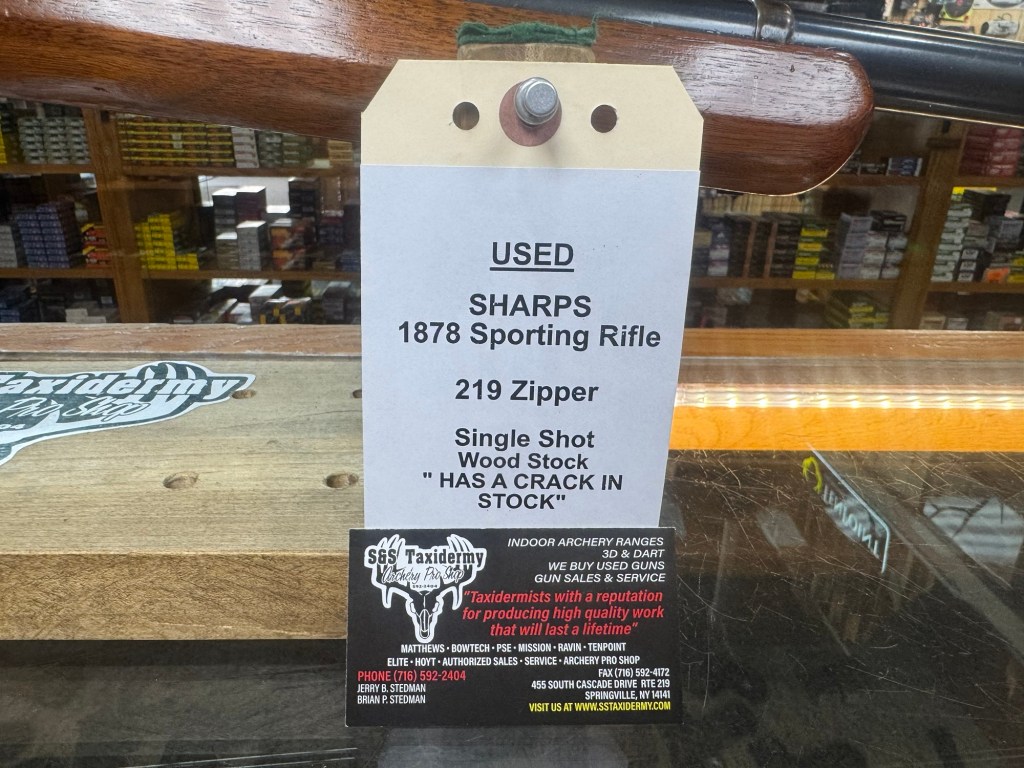 USED
SHARPS
1878 Sporting Rifle
219 Zipper
Single Shot
Wood Stock
" HAS A CRACK IN
STOCK"
Taxidermy
Pro Shop
S&S Taxidermy
Archery Pro Shop
592-2404
INDOOR ARCHERY RANGES
3D & DART
WE BUY USED GUNS
GUN SALES & SERVICE
"Taxidermists with a reputation
for producing high quality work
that will last a lifetime"
MATTHEWS • BOWTECH • PSE • MISSION • RAVIN • TENPOINT
ELITE • HOYT • AUTHORIZED SALES • SERVICE • ARCHERY PRO SHOP
PHONE (716) 592-2404
JERRY B. STEDMAN
BRIAN P. STEDMAN
FAX (716) 592-4172
455 SOUTH CASCADE DRIVE RTE 219
SPRINGVILLE, NY 14141
VISIT US AT WWW.SSTAXIDERMY.COM